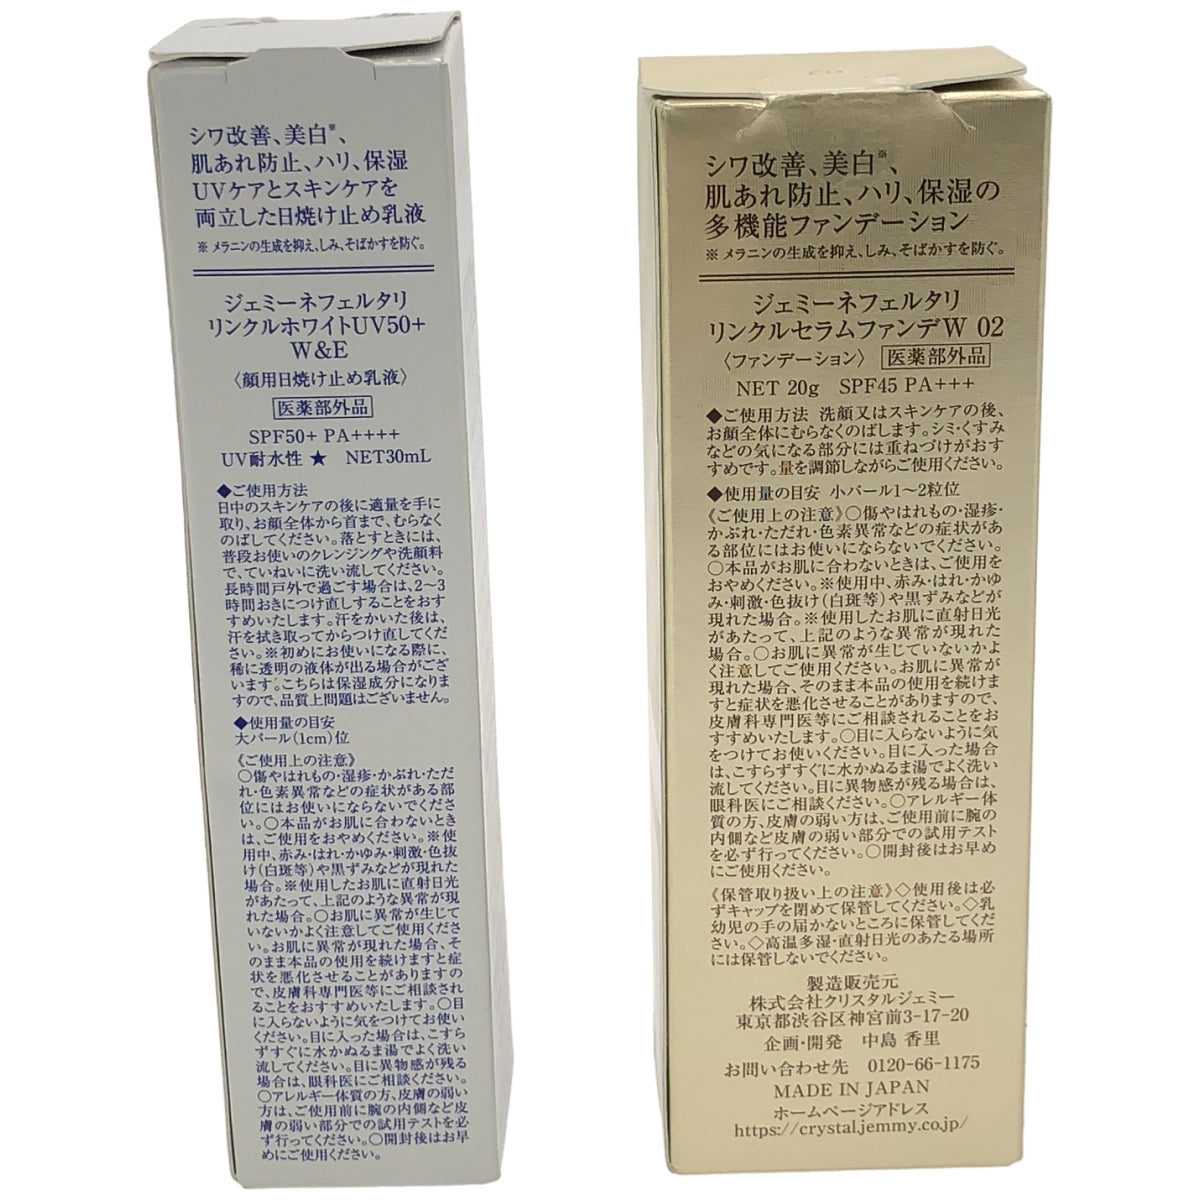 シワ改善、美白※、
肌あれ防止、ハリ、保湿
UVケアとスキンケアを
両立した日焼け止め乳液
※ メラニンの生成を抑え、しみ、そばかすを防ぐ。
ジェミーネフェルタリ
リンクルホワイトUV50+
W&E
〈顔用日焼け止め乳液〉
医薬部外品
SPF50+ PA++++
UV耐水性 ★ NET30mL
◆ご使用方法
日中のスキンケアの後に適量を手に
取り、お顔全体から首まで、むらなく
のばしてください。落とすときには、
普段お使いのクレンジングや洗顔料
で、ていねいに洗い流してください。
長時間戸外で過ごす場合は、2〜3
時間おきにつけ直しすることをおす
すめいたします。汗をかいた後は、
汗を拭き取ってからつけ直してくだ
さい。※初めにお使いになる際に、
稀に透明の液体が出る場合がござ
います。こちらは保湿成分になりま
すので、品質上問題はございません。
◆使用量の目安
大パール(1cm)位
《ご使用上の注意》
○傷やはれもの・湿疹・かぶれ・ただ
れ・色素異常などの症状がある部
位にはお使いにならないでくださ
い。○本品がお肌に合わないとき
は、ご使用をおやめください。※使
用中、赤み・はれ・かゆみ・刺激・色抜
け(白斑等)や黒ずみなどが現れた
場合。※使用したお肌に直射日光
があたって、上記のような異常が現
れた場合。○お肌に異常が生じて
いないかよく注意してご使用くださ
い。お肌に異常が現れた場合、そ
のまま本品の使用を続けますと症
状を悪化させることがありますの
で、皮膚科専門医等にご相談され
ることをおすすめいたします。○目
に入らないように気をつけてお使い
ください。目に入った場合は、こすら
ずすぐに水かぬるま湯でよく洗い
流してください。目に異物感が残る
場合は、眼科医にご相談ください。
○アレルギー体質の方、皮膚の弱い
方は、ご使用前に腕の内側など皮
膚の弱い部分での試用テストを必
ず行ってください。○開封後はお早
めにご使用ください。
シワ改善、美白※、
肌あれ防止、ハリ、保湿の
多機能ファンデーション
※ メラニンの生成を抑え、しみ、そばかすを防ぐ。
ジェミーネフェルタリ
リンクルセラムファンデW 02
〈ファンデーション〉 医薬部外品
NET 20g SPF45 PA+++
◆ご使用方法 洗顔又はスキンケアの後、
お顔全体にむらなくのばします。シミ・くすみ
などの気になる部分には重ねづけがおす
すめです。量を調節しながらご使用ください。
◆使用量の目安 小パール1〜2粒位
《ご使用上の注意》○傷やはれもの・湿疹・
かぶれ・ただれ・色素異常などの症状があ
る部位にはお使いにならないでください。
○本品がお肌に合わないときは、ご使用を
おやめください。※使用中、赤み・はれ・かゆ
み・刺激・色抜け(白斑等)や黒ずみなどが
現れた場合。※使用したお肌に直射日光
があたって、上記のような異常が現れた
場合。○お肌に異常が生じていないかよ
く注意してご使用ください。お肌に異常が
現れた場合、そのまま本品の使用を続けま
すと症状を悪化させることがありますので、
皮膚科専門医等にご相談されることをお
すすめいたします。○目に入らないように気
をつけてお使いください。目に入った場合
は、こすらずすぐに水かぬるま湯でよく洗い
流してください。目に異物感が残る場合は、
眼科医にご相談ください。○アレルギー体
質の方、皮膚の弱い方は、ご使用前に腕の
内側など皮膚の弱い部分での試用テスト
を必ず行ってください。○開封後はお早め
にご使用ください。
《保管取り扱い上の注意》◇使用後は必
ずキャップを閉めて保管してください。◇乳
幼児の手の届かないところに保管してくだ
さい。◇高温多湿・直射日光のあたる場所
には保管しないでください。
製造販売元
株式会社クリスタルジェミー
東京都渋谷区神宮前3-17-20
企画・開発 中島 香里
お問い合わせ先 0120-66-1175
MADE IN JAPAN
ホームページアドレス
https://crystal.jemmy.co.jp/